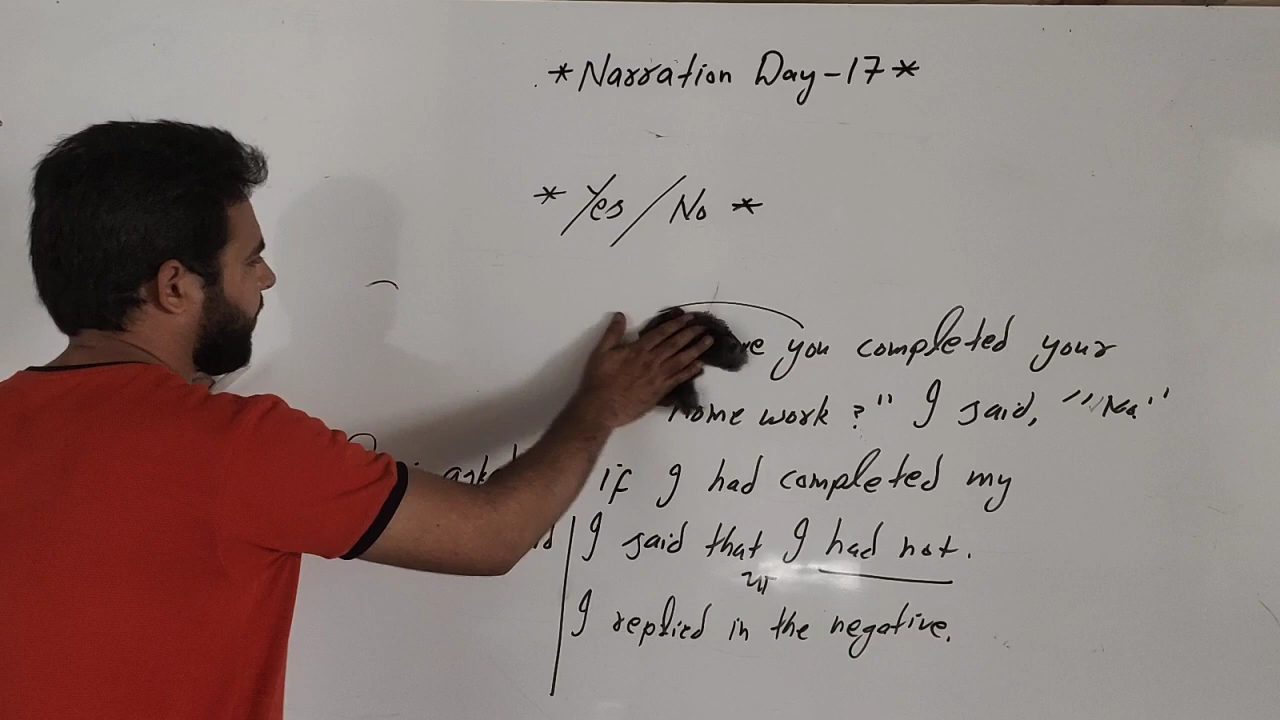 *Narration Day-17*
* Yes/No *
you completed your
home work?" I said, "No"
if I had completed my
I said that I had not.
या
I replied in the negative.